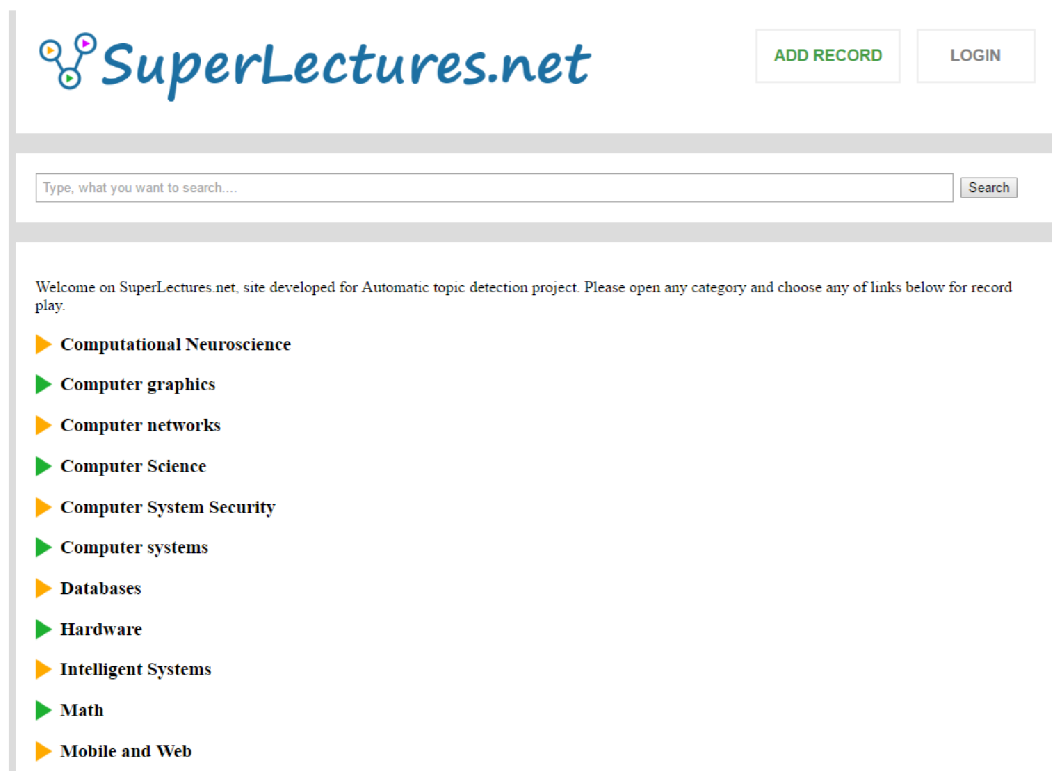 SuperLectures.net
ADD RECORD
LOGIN
Type, what you want to search....
Search
Welcome on SuperLectures.net, site developed for Automatic topic detection project. Please open any category and choose any of links below for record
play.
Computational Neuroscience
Computer graphics
Computer networks
Computer Science
Computer System Security
Computer systems
Databases
Hardware
Intelligent Systems
Math
Mobile and Web